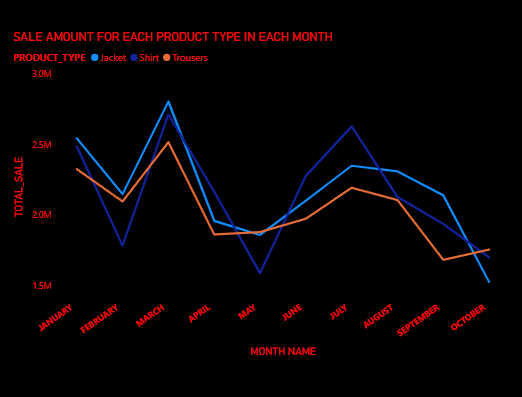 SALE AMOUNT FOR EACH PRODUCT TYPE IN EACH MONTH
PRODUCT_TYPE Jacket Shirt Trousers
3.0M
2.5M
2.0M
1.5M
TOTAL_SALE
JANUARY
FEBRUARY
MARCH
APRIL
MAY
JUNE
JULY
AUGUST
SEPTEMBER
OCTOBER
MONTH NAME